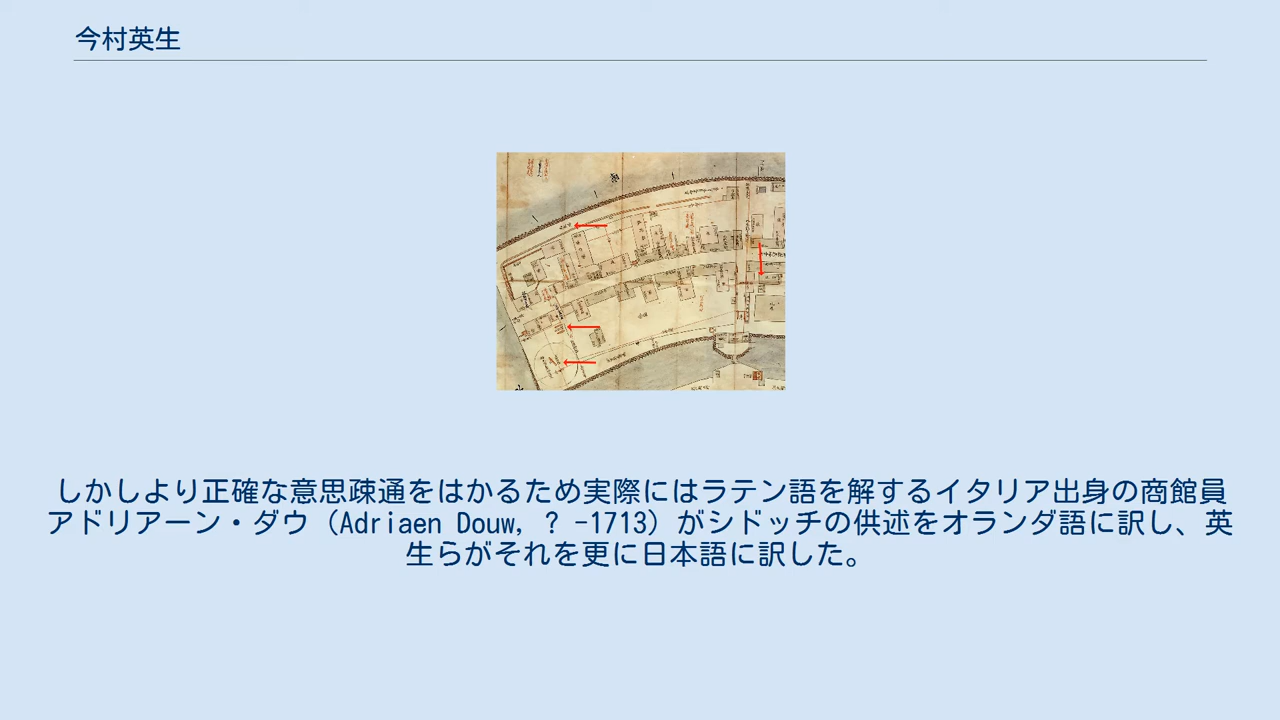 今村英生
しかしより正確な意思疎通をはかるため実際にはラテン語を解するイタリア出身の商館員
アドリアーン・ダウ（Adriaen Douw, ? -1713）がシドッチの供述をオランダ語に訳し、英
生らがそれを更に日本語に訳した。